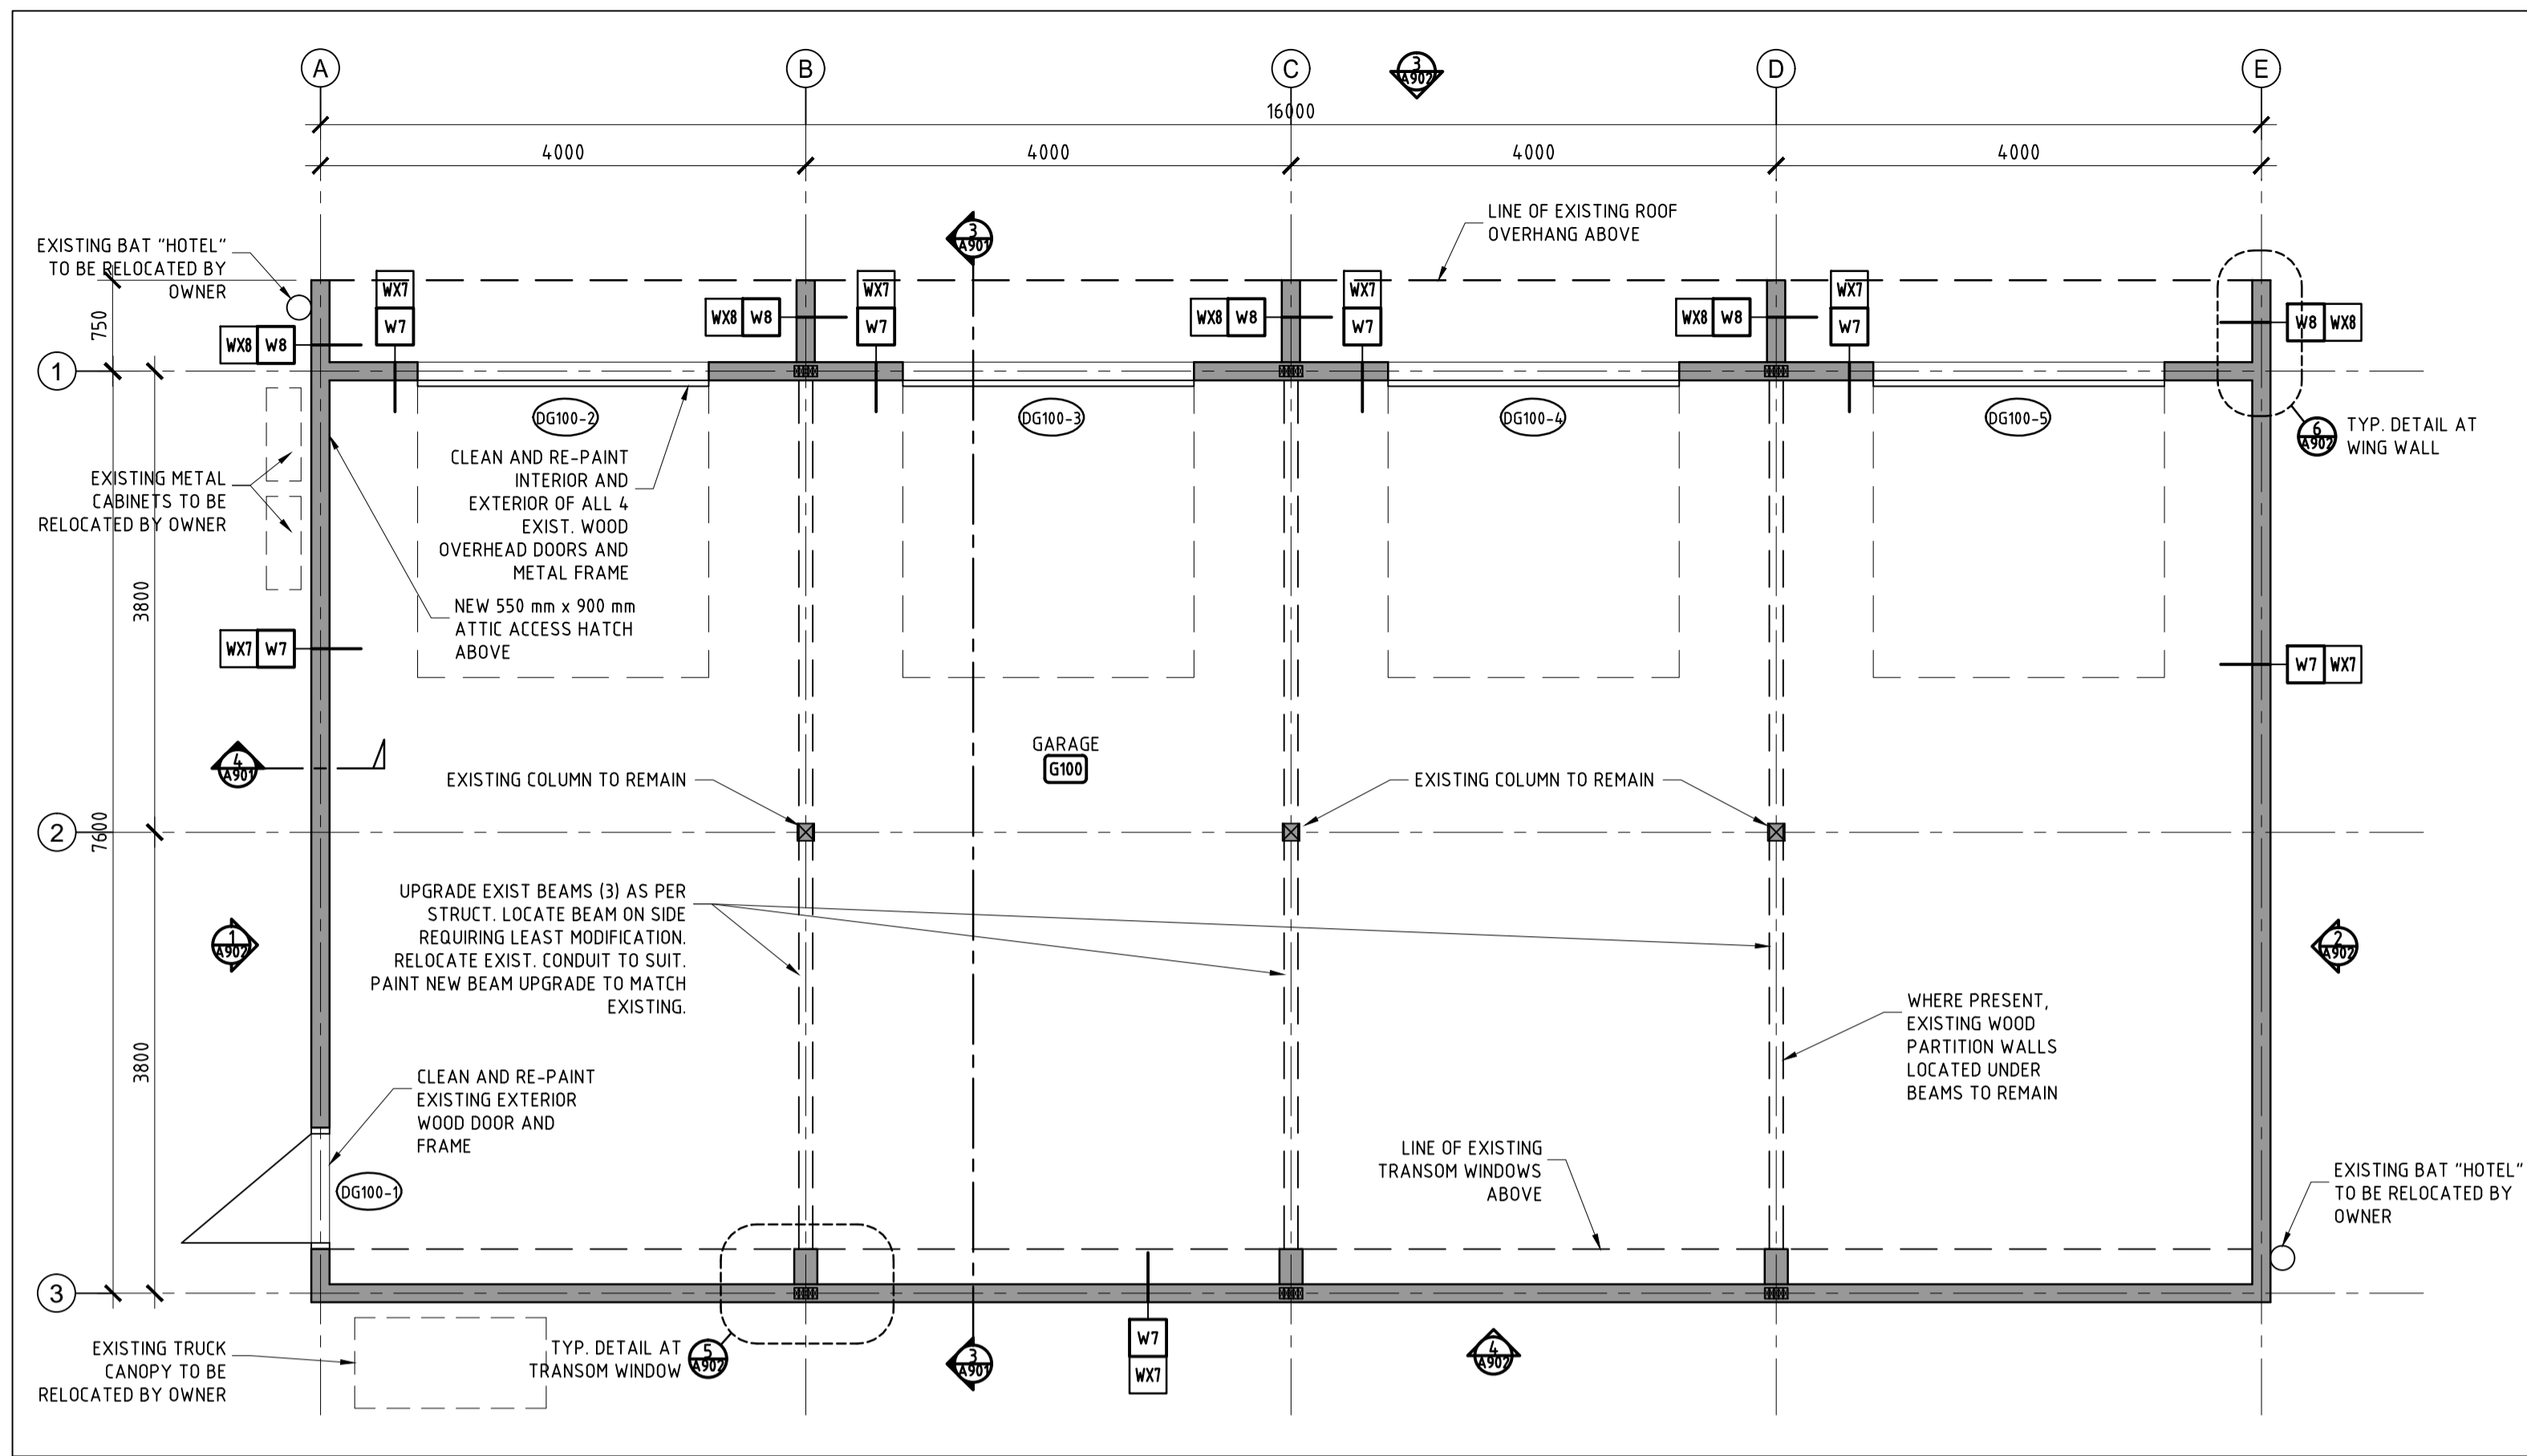 A
B
C
D
E
3
A902
16000
4000
4000
4000
4000
LINE OF EXISTING ROOF
OVERHANG ABOVE
3
A901
EXISTING BAT "HOTEL"
TO BE RELOCATED BY
OWNER
750
WX7
W7
WX7
W7
WX7
W7
WX7
W7
WX8 W8
WX8 W8
WX8 W8
WX8 W8
W8 WX8
1
DG100-2
DG100-3
DG100-4
DG100-5
6
A902
TYP. DETAIL AT
WING WALL
CLEAN AND RE-PAINT
INTERIOR AND
EXTERIOR OF ALL 4
EXIST. WOOD
OVERHEAD DOORS AND
METAL FRAME
EXISTING METAL
CABINETS TO BE
RELOCATED BY OWNER
3800
NEW 550 mm x 900 mm
ATTIC ACCESS HATCH
ABOVE
WX7 W7
W7 WX7
GARAGE
G100
4
A901
EXISTING COLUMN TO REMAIN
EXISTING COLUMN TO REMAIN
2
7600
UPGRADE EXIST BEAMS (3) AS PER
STRUCT. LOCATE BEAM ON SIDE
REQUIRING LEAST MODIFICATION.
RELOCATE EXIST. CONDUIT TO SUIT.
PAINT NEW BEAM UPGRADE TO MATCH
EXISTING.
1
A902
2
A902
WHERE PRESENT,
EXISTING WOOD
PARTITION WALLS
LOCATED UNDER
BEAMS TO REMAIN
3800
CLEAN AND RE-PAINT
EXISTING EXTERIOR
WOOD DOOR AND
FRAME
DG100-1
LINE OF EXISTING
TRANSOM WINDOWS
ABOVE
EXISTING BAT "HOTEL"
TO BE RELOCATED BY
OWNER
3
EXISTING TRUCK
CANOPY TO BE
RELOCATED BY OWNER
TYP. DETAIL AT
TRANSOM WINDOW
5
A902
3
A901
W7
WX7
4
A902